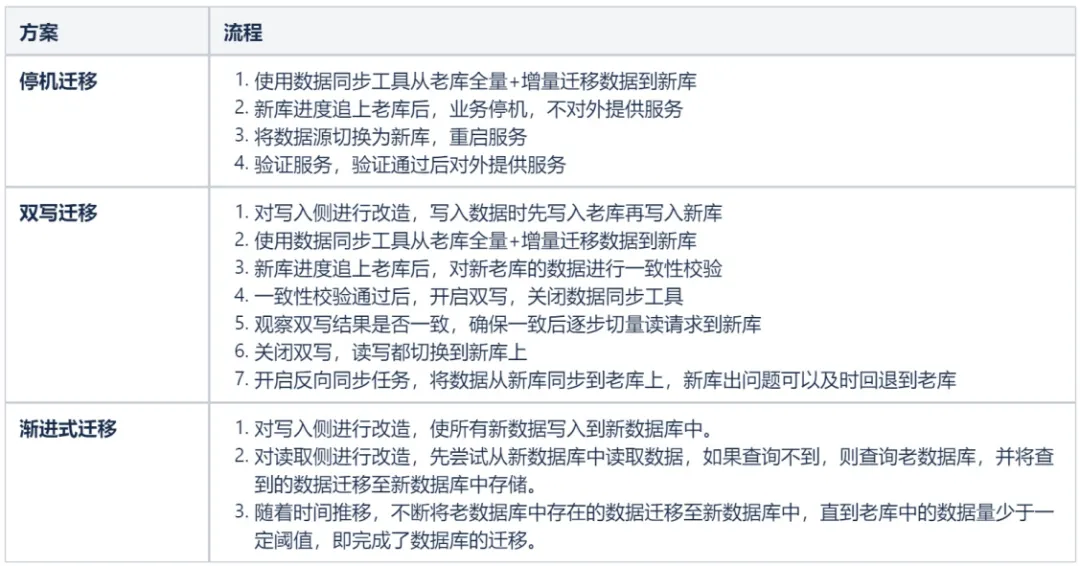 方案 流程
停机迁移
1. 使用数据同步工具从老库全量+增量迁移数据到新库
2. 新库进度追上老库后，业务停机，不对外提供服务
3. 将数据源切换为新库，重启服务
4. 验证服务，验证通过后对外提供服务
双写迁移
1. 对写入侧进行改造，写入数据时先写入老库再写入新库
2. 使用数据同步工具从老库全量+增量迁移数据到新库
3. 新库进度追上老库后，对新老库的数据进行一致性校验
4. 一致性校验通过后，开启双写，关闭数据同步工具
5. 观察双写结果是否一致，确保一致后逐步切量读请求到新库
6. 关闭双写，读写都切换到新库上
7. 开启反向同步任务，将数据从新库同步到老库上，新库出问题可以及时回退到老库
渐进式迁移
1. 对写入侧进行改造，使所有新数据写入到新数据库中。
2. 对读取侧进行改造，先尝试从新数据库中读取数据，如果查询不到，则查询老数据库，并将查
到的数据迁移至新数据库中存储。
3. 随着时间推移，不断将老数据库中存在的数据迁移至新数据库中，直到老库中的数据量少于一
定阈值，即完成了数据库的迁移。